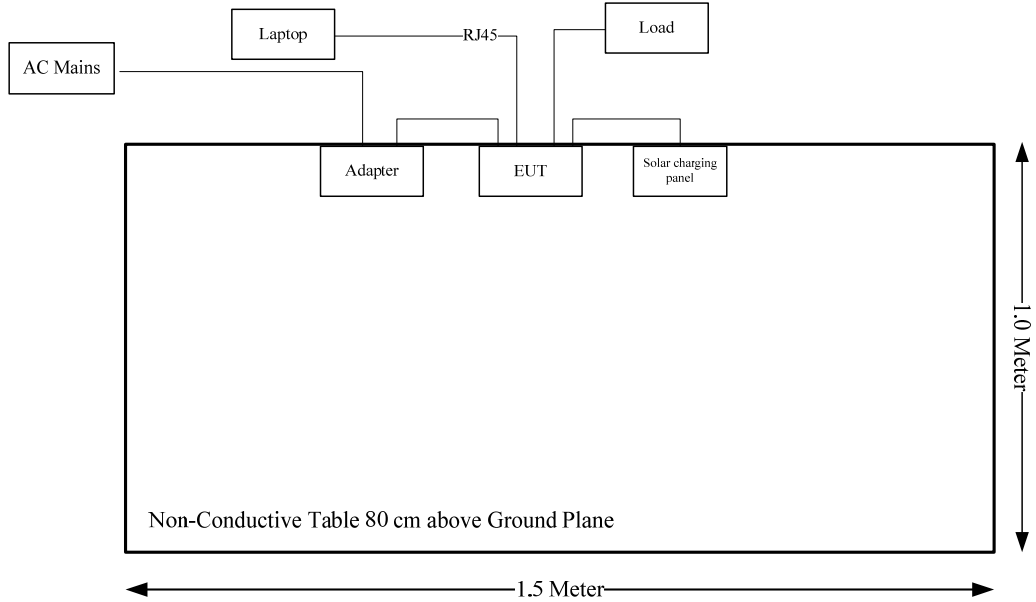 Laptop
RJ45
Load
AC Mains
Adapter
EUT
Solar charging
panel
1.0 Meter
Non-Conductive Table 80 cm above Ground Plane
1.5 Meter